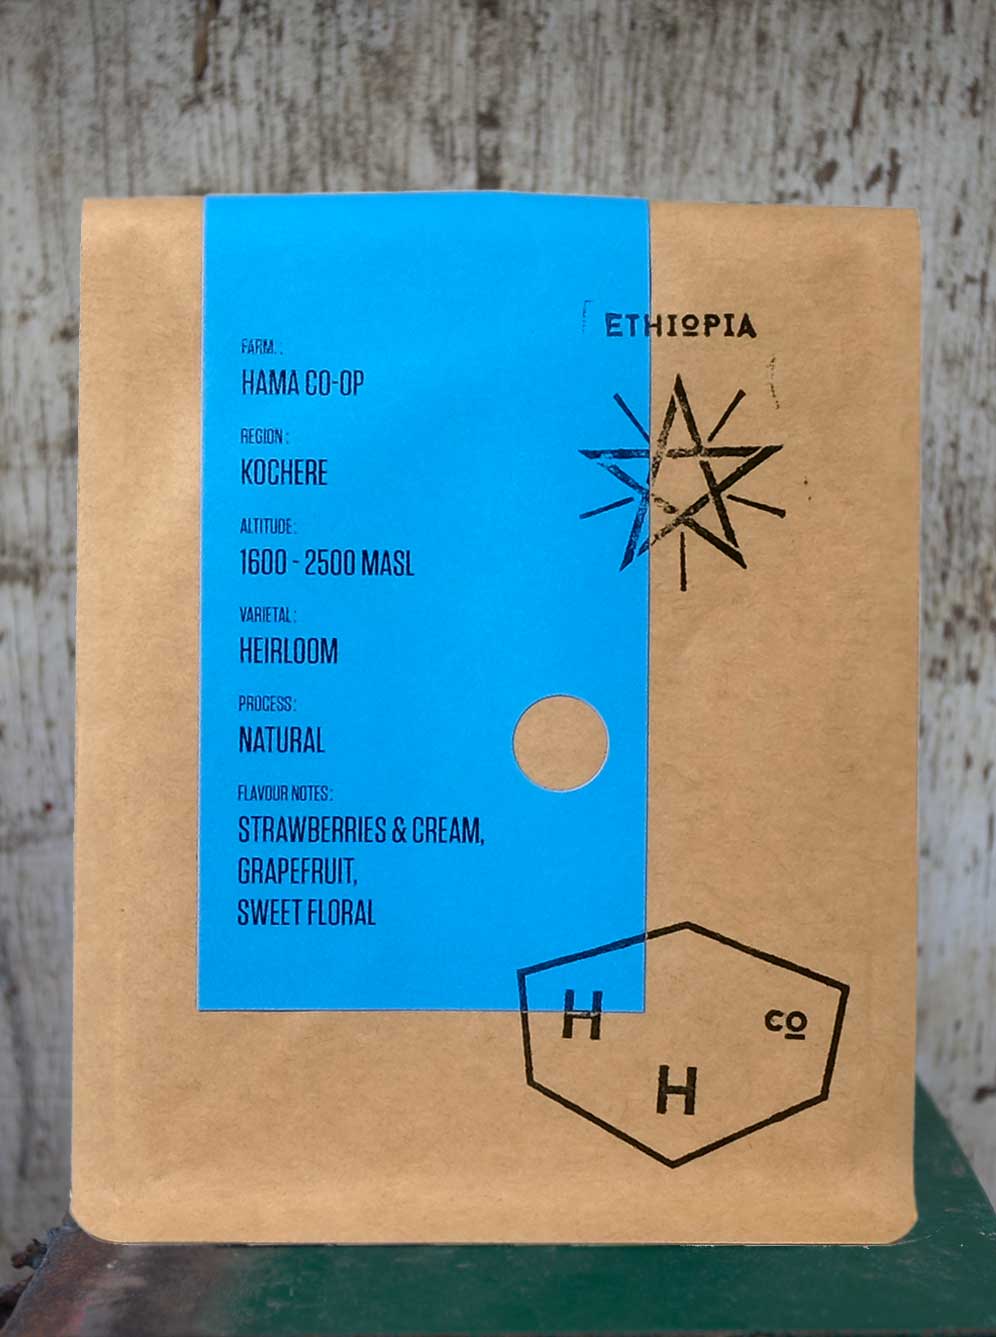 ETHIOPIA
FARM:
HAMA CO-OP
REGION:
KOCHERE
ALTITUDE:
1600 - 2500 MASL
VARIETAL:
HEIRLOOM
PROCESS:
NATURAL
FLAVOUR NOTES:
STRAWBERRIES & CREAM,
GRAPEFRUIT,
SWEET FLORAL
H
CO
H